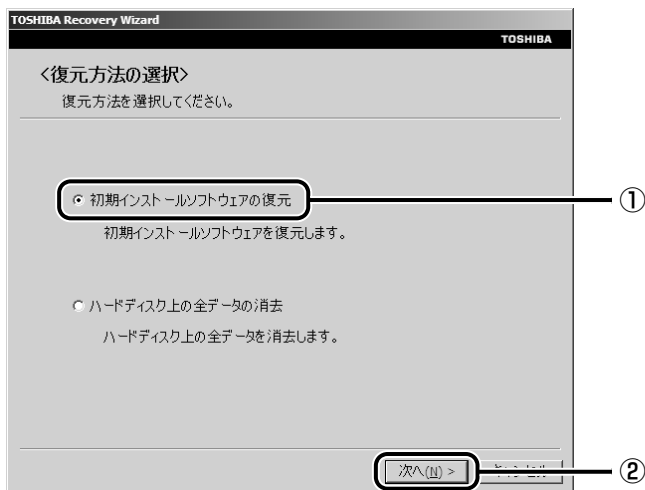 TOSHIBA Recovery Wizard
TOSHIBA
<復元方法の選択>
復元方法を選択してください。
初期インストールソフトウェアの復元
①
初期インストールソフトウェアを復元します。
ハードディスク上の全データの消去
ハードディスク上の全データを消去します。
次へ(N) >
②